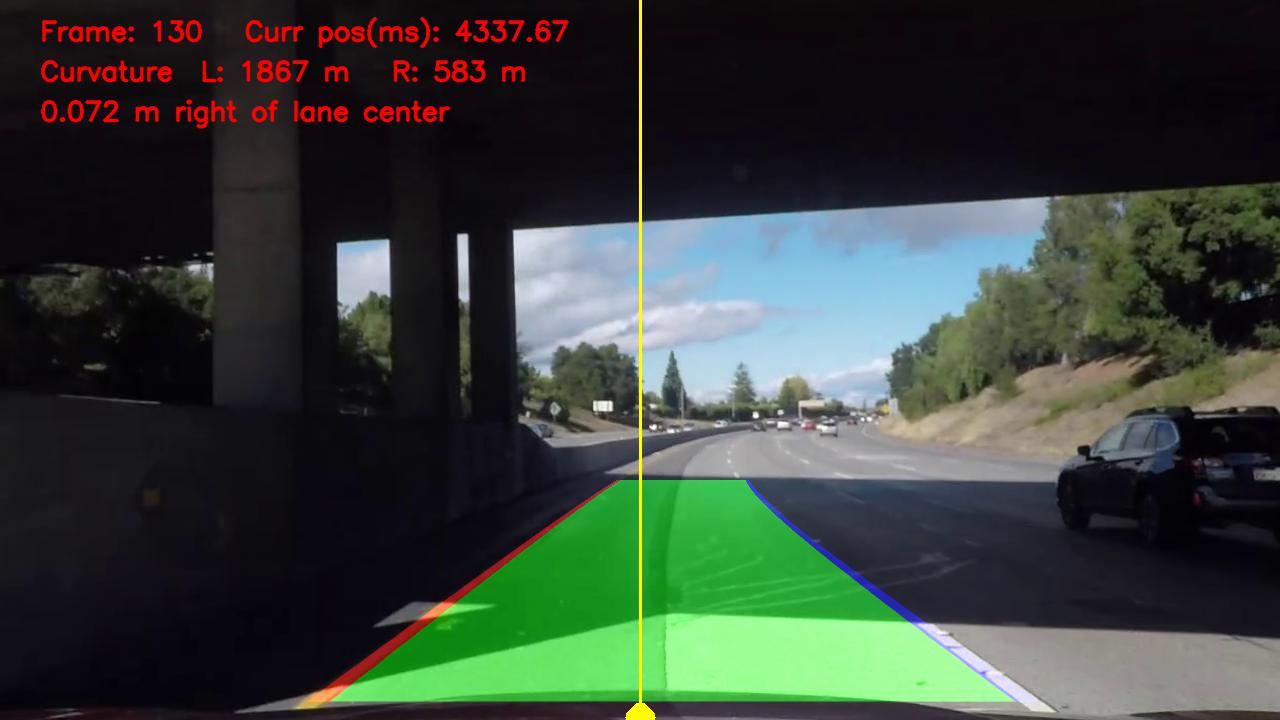 Frame: 130 Curr pos(ms): 4337.67
Curvature L: 1867 m R: 583 m
0.072 m right of lane center